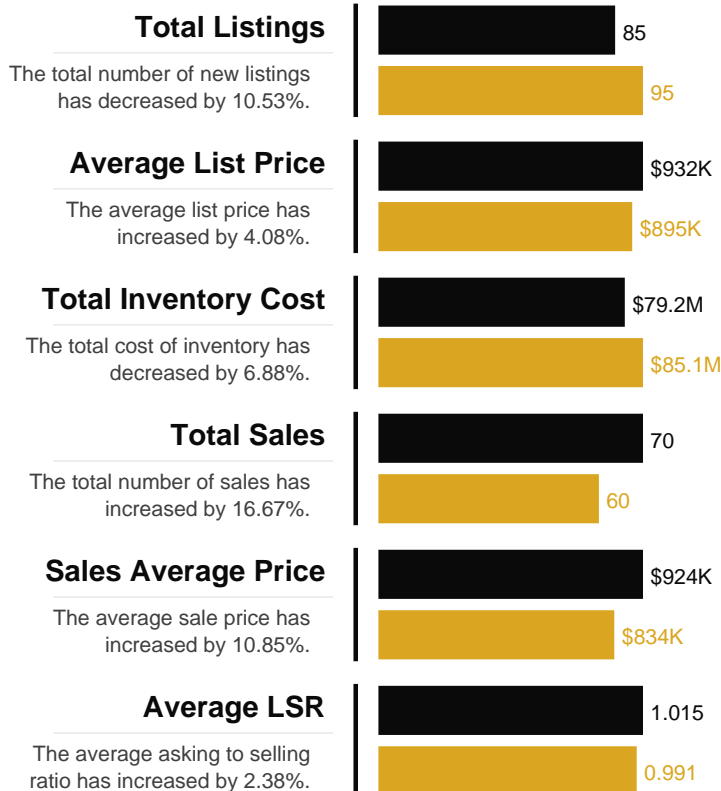 Total Listings
The total number of new listings
has decreased by 10.53%.
85
95
Average List Price
The average list price has
increased by 4.08%.
$932K
$895K
Total Inventory Cost
The total cost of inventory has
decreased by 6.88%.
$79.2M
$85.1M
Total Sales
The total number of sales has
increased by 16.67%.
70
60
Sales Average Price
The average sale price has
increased by 10.85%.
$924K
$834K
Average LSR
The average asking to selling
ratio has increased by 2.38%.
1.015
0.991